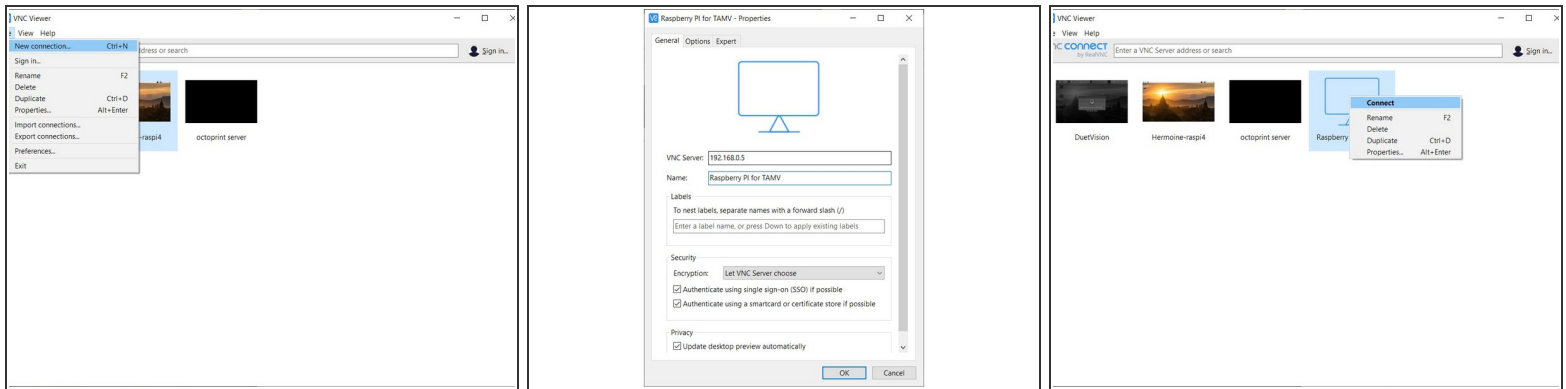 VNC Viewer
View Help
New connection... Ctrl+N
Sign in...
Rename F2
Delete
Duplicate Ctrl+D
Properties... Alt+Enter
Import connections...
Export connections...
Preferences...
Exit
address or search
Sign in...
-raspi4
octoprint server
V2 Raspberry PI for TAMV - Properties
General Options Expert
VNC Server: 192.168.0.5
Name: Raspberry PI for TAMV
Labels
To nest labels, separate names with a forward slash (/)
Enter a label name, or press Down to apply existing labels
Security
Encryption: Let VNC Server choose
Authenticate using single sign-on (SSO) if possible
Authenticate using a smartcard or certificate store if possible
Privacy
Update desktop preview automatically
OK Cancel
VNC Viewer
View Help
NC CONNECT
by RealVNC
Enter a VNC Server address or search
Sign in...
DuetVision
Hermoine-raspi4
octoprint server
Raspberry
Connect
Rename F2
Delete
Duplicate Ctrl+D
Properties... Alt+Enter